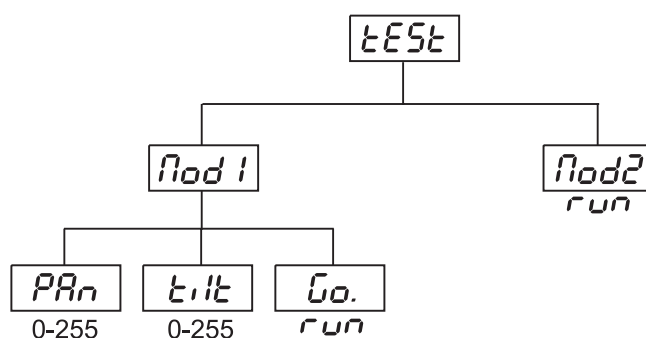 tESt
Mod1 Mod2
run
PAn tilt Go.
0-255 0-255 run